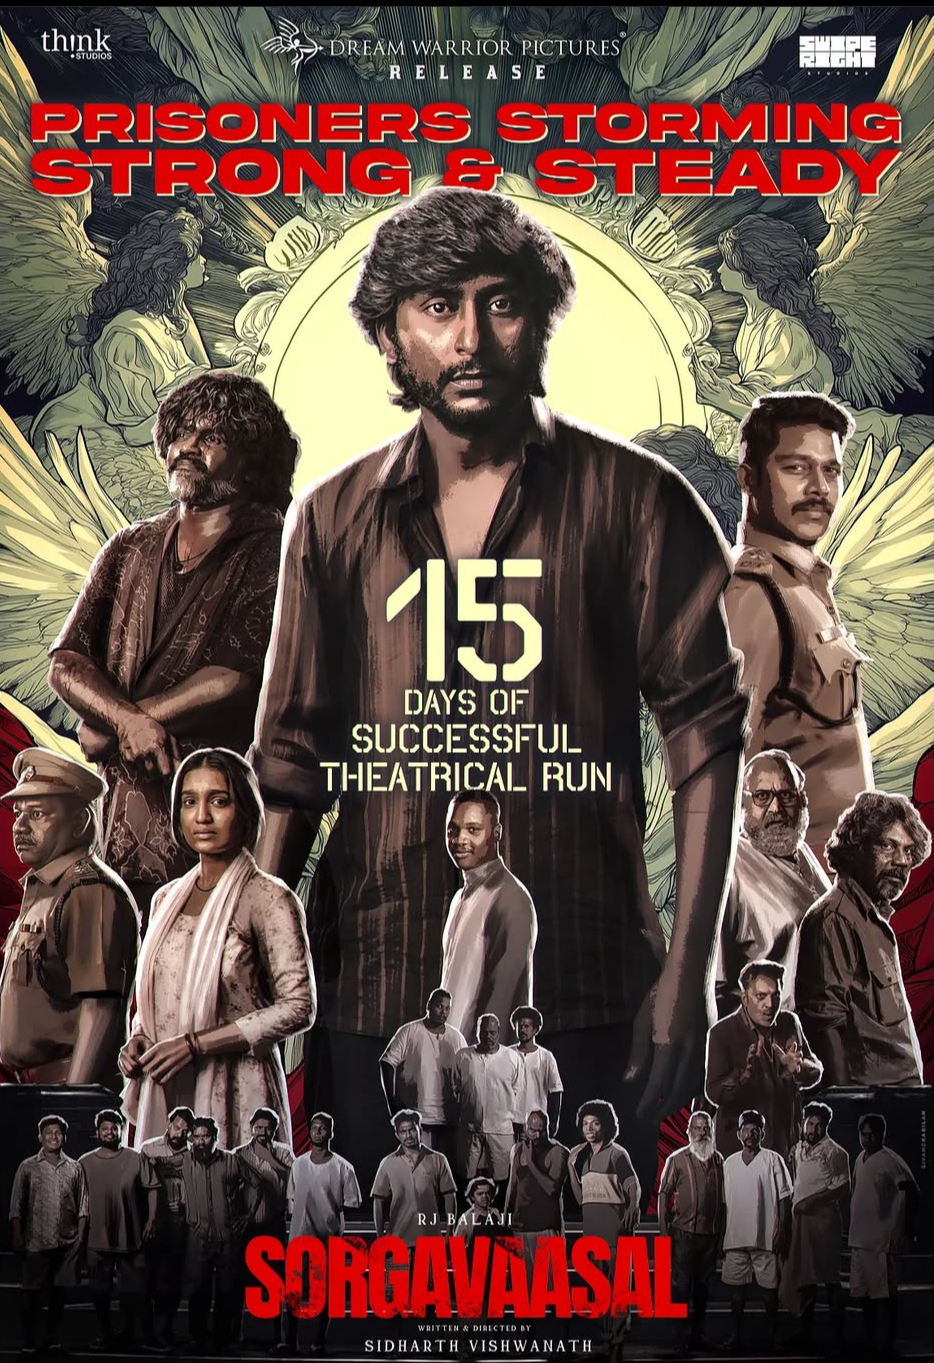 think
STUDIOS
DREAM WARRIOR PICTURES®
RELEASE
SWIPE
RIGHT
STUDIOS
PRISONERS STORMING
STRONG & STEADY
15
DAYS OF
SUCCESSFUL
THEATRICAL RUN
RJ BALAJI
SORGAVAASAL
WRITTEN & DIRECTED BY
SIDHARTH VISHWANATH